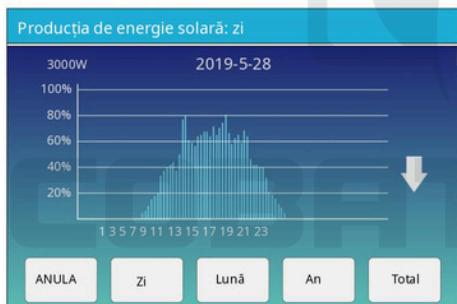 Producția de energie solară: zi
3000W 2019-5-28
100%
80%
60%
40%
20%
1 3 5 7 9 11 13 15 17 19 21 23
ANULA Zi Lună An Total